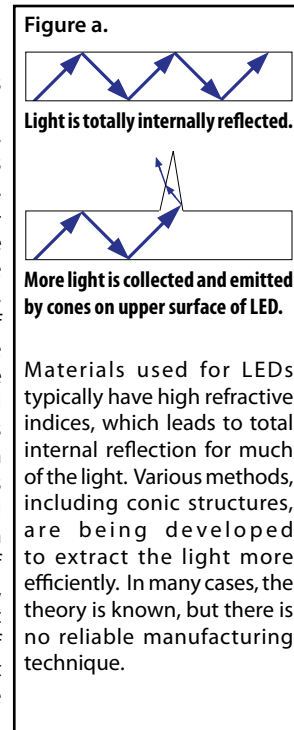 Figure a.
Light is totally internally reflected.
More light is collected and emitted
by cones on upper surface of LED.
Materials used for LEDs
typically have high refractive
indices, which leads to total
internal reflection for much
of the light. Various methods,
including conic structures,
are being developed
to extract the light more
efficiently. In many cases, the
theory is known, but there is
no reliable manufacturing
technique.